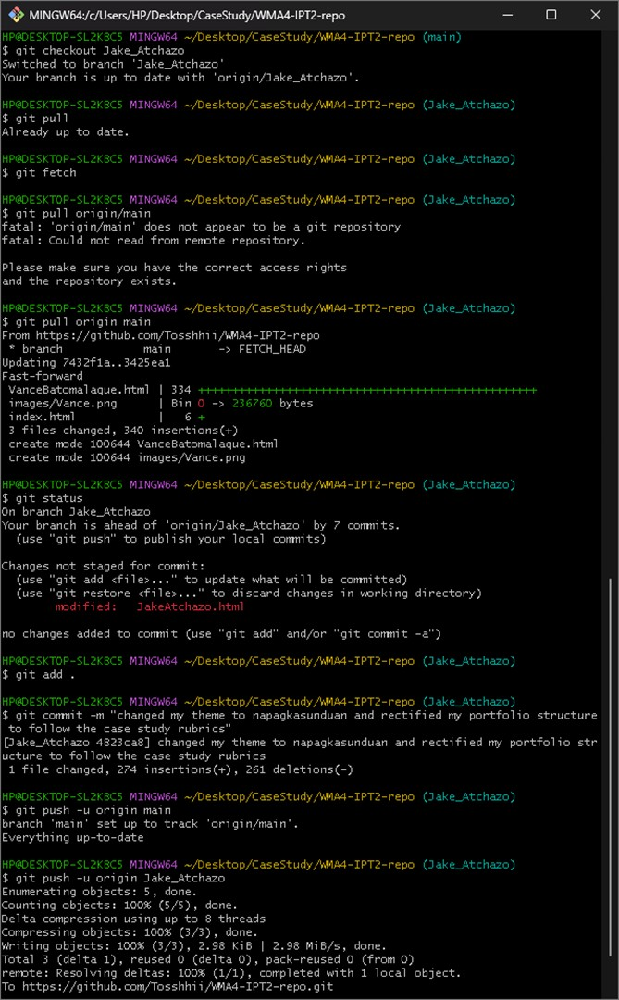 MINGW64:/c/Users/HP/Desktop/CaseStudy/WMA4-IPT2-repo
HP@DESKTOP-SL2K8C5 MINGW64 ~/Desktop/CaseStudy/WMA4-IPT2-repo (main)
$ git checkout Jake_Atchazo
Switched to branch 'Jake_Atchazo'
Your branch is up to date with 'origin/Jake_Atchazo'.
HP@DESKTOP-SL2K8C5 MINGW64 ~/Desktop/CaseStudy/WMA4-IPT2-repo (Jake_Atchazo)
$ git pull
Already up to date.
HP@DESKTOP-SL2K8C5 MINGW64 ~/Desktop/CaseStudy/WMA4-IPT2-repo (Jake_Atchazo)
$ git fetch
HP@DESKTOP-SL2K8C5 MINGW64 ~/Desktop/CaseStudy/WMA4-IPT2-repo (Jake_Atchazo)
$ git pull origin/main
fatal: 'origin/main' does not appear to be a git repository
fatal: Could not read from remote repository.
Please make sure you have the correct access rights
and the repository exists.
HP@DESKTOP-SL2K8C5 MINGW64 ~/Desktop/CaseStudy/WMA4-IPT2-repo (Jake_Atchazo)
$ git pull origin main
From https://github.com/Tosshhii/WMA4-IPT2-repo
 * branch            main       -> FETCH_HEAD
Updating 7432f1a..3425ea1
Fast-forward
 VanceBatomalaque.html | 334 ++++++++++++++++++++++++++++++++++++++++++++++++++
 images/Vance.png      | Bin 0 -> 236760 bytes
 index.html            |   6 +
 3 files changed, 340 insertions(+)
 create mode 100644 VanceBatomalaque.html
 create mode 100644 images/Vance.png
HP@DESKTOP-SL2K8C5 MINGW64 ~/Desktop/CaseStudy/WMA4-IPT2-repo (Jake_Atchazo)
$ git status
On branch Jake_Atchazo
Your branch is ahead of 'origin/Jake_Atchazo' by 7 commits.
  (use "git push" to publish your local commits)
Changes not staged for commit:
  (use "git add <file>..." to update what will be committed)
  (use "git restore <file>..." to discard changes in working directory)
        modified:   JakeAtchazo.html
no changes added to commit (use "git add" and/or "git commit -a")
HP@DESKTOP-SL2K8C5 MINGW64 ~/Desktop/CaseStudy/WMA4-IPT2-repo (Jake_Atchazo)
$ git add .
HP@DESKTOP-SL2K8C5 MINGW64 ~/Desktop/CaseStudy/WMA4-IPT2-repo (Jake_Atchazo)
$ git commit -m "changed my theme to napagkasunduan and rectified my portfolio structure
 to follow the case study rubrics"
[Jake_Atchazo 4823ca8] changed my theme to napagkasunduan and rectified my portfolio str
ucture to follow the case study rubrics
 1 file changed, 274 insertions(+), 261 deletions(-)
HP@DESKTOP-SL2K8C5 MINGW64 ~/Desktop/CaseStudy/WMA4-IPT2-repo (Jake_Atchazo)
$ git push -u origin main
branch 'main' set up to track 'origin/main'.
Everything up-to-date
HP@DESKTOP-SL2K8C5 MINGW64 ~/Desktop/CaseStudy/WMA4-IPT2-repo (Jake_Atchazo)
$ git push -u origin Jake_Atchazo
Enumerating objects: 5, done.
Counting objects: 100% (5/5), done.
Delta compression using up to 8 threads
Compressing objects: 100% (3/3), done.
Writing objects: 100% (3/3), 2.98 KiB | 2.98 MiB/s, done.
Total 3 (delta 1), reused 0 (delta 0), pack-reused 0 (from 0)
remote: Resolving deltas: 100% (1/1), completed with 1 local object.
To https://github.com/Tosshhii/WMA4-IPT2-repo.git